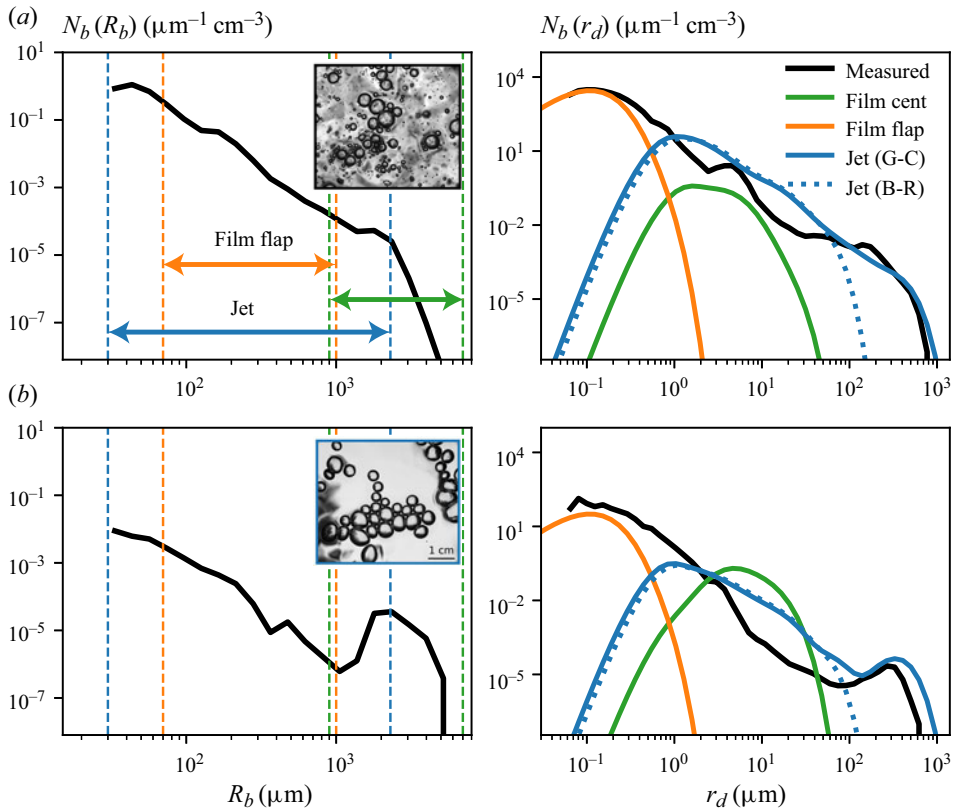 (a)
N_b (R_b) (μm⁻¹ cm⁻³)
N_b (r_d) (μm⁻¹ cm⁻³)
10¹
10⁻¹
10⁻³
10⁻⁵
10⁻⁷
Film flap
Jet
10²
10³
10⁴
10¹
10⁻²
10⁻⁵
Measured
Film cent
Film flap
Jet (G-C)
Jet (B-R)
10⁻¹
10⁰
10¹
10²
10³
(b)
10¹
10⁻¹
10⁻³
10⁻⁵
10⁻⁷
1 cm
10²
10³
R_b (μm)
10⁴
10¹
10⁻²
10⁻⁵
10⁻¹
10⁰
10¹
10²
10³
r_d (μm)